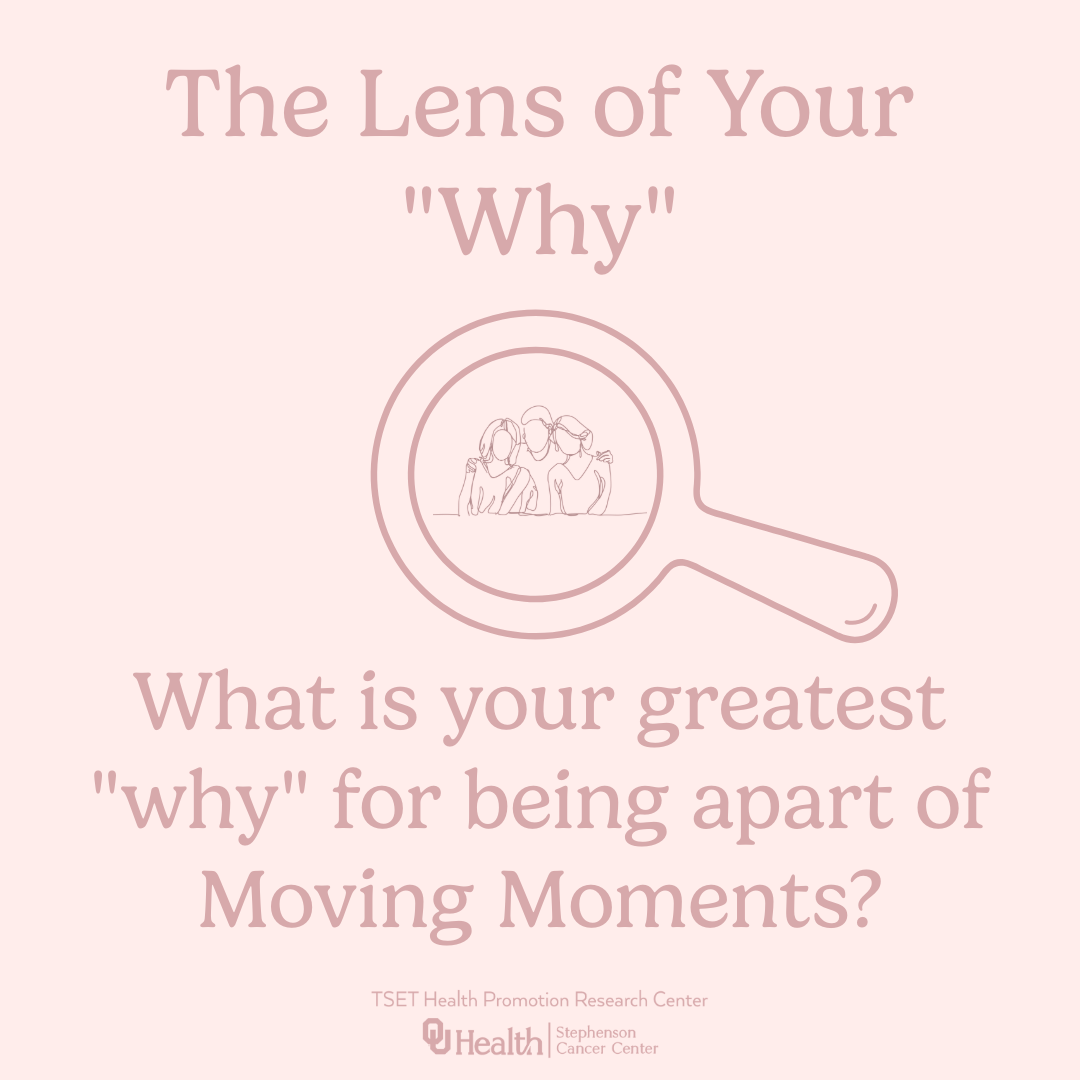 The Lens of Your
"Why"
What is your greatest
"why" for being apart of
Moving Moments?
TSET Health Promotion Research Center
OU Health | Stephenson
Cancer Center